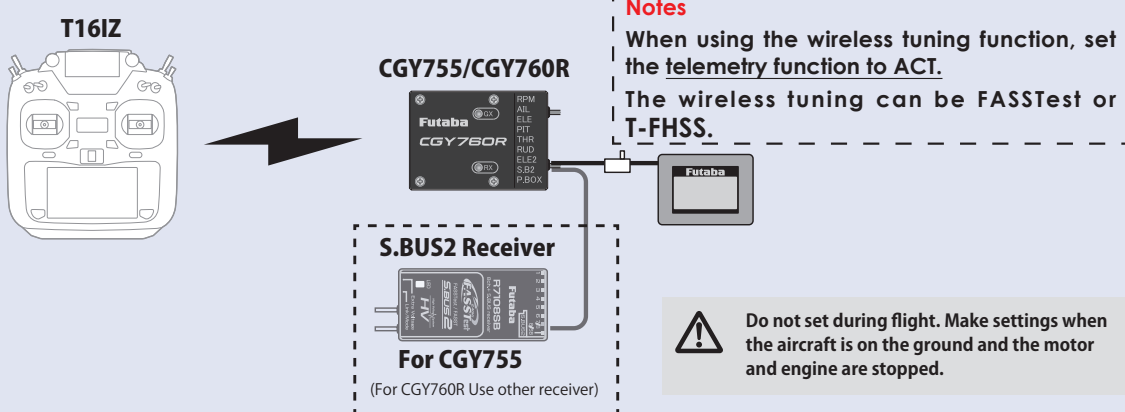 T16IZ
CGY755/CGY760R
Futaba
GX
CGY760R
RX
RPM
AIL
ELE
PIT
THR
RUD
ELE2
S.B2
P.BOX
Notes
When using the wireless tuning function, set
the telemetry function to ACT.
The wireless tuning can be FASSTest or
T-FHSS.
Futaba
S.BUS2 Receiver
Futaba
R7108SB
FASSTest
S.BUS2
HV
For CGY755
(For CGY760R Use other receiver)
Do not set during flight. Make settings when
the aircraft is on the ground and the motor
and engine are stopped.